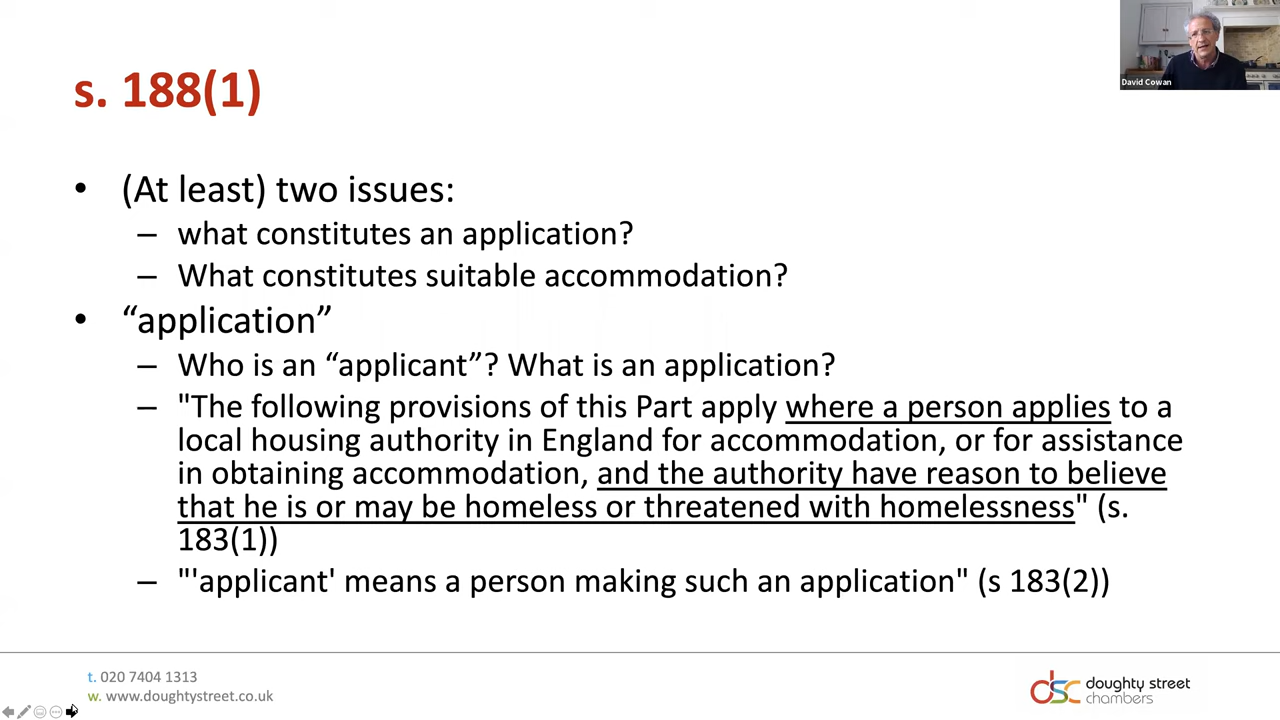 s. 188(1)
David Cowan
• (At least) two issues:
– what constitutes an application?
– What constitutes suitable accommodation?
• “application”
– Who is an “applicant”? What is an application?
– "The following provisions of this Part apply where a person applies to a
local housing authority in England for accommodation, or for assistance
in obtaining accommodation, and the authority have reason to believe
that he is or may be homeless or threatened with homelessness" (s.
183(1))
– "'applicant' means a person making such an application" (s 183(2))
t. 020 7404 1313
w. www.doughtystreet.co.uk
dsc doughty street
chambers